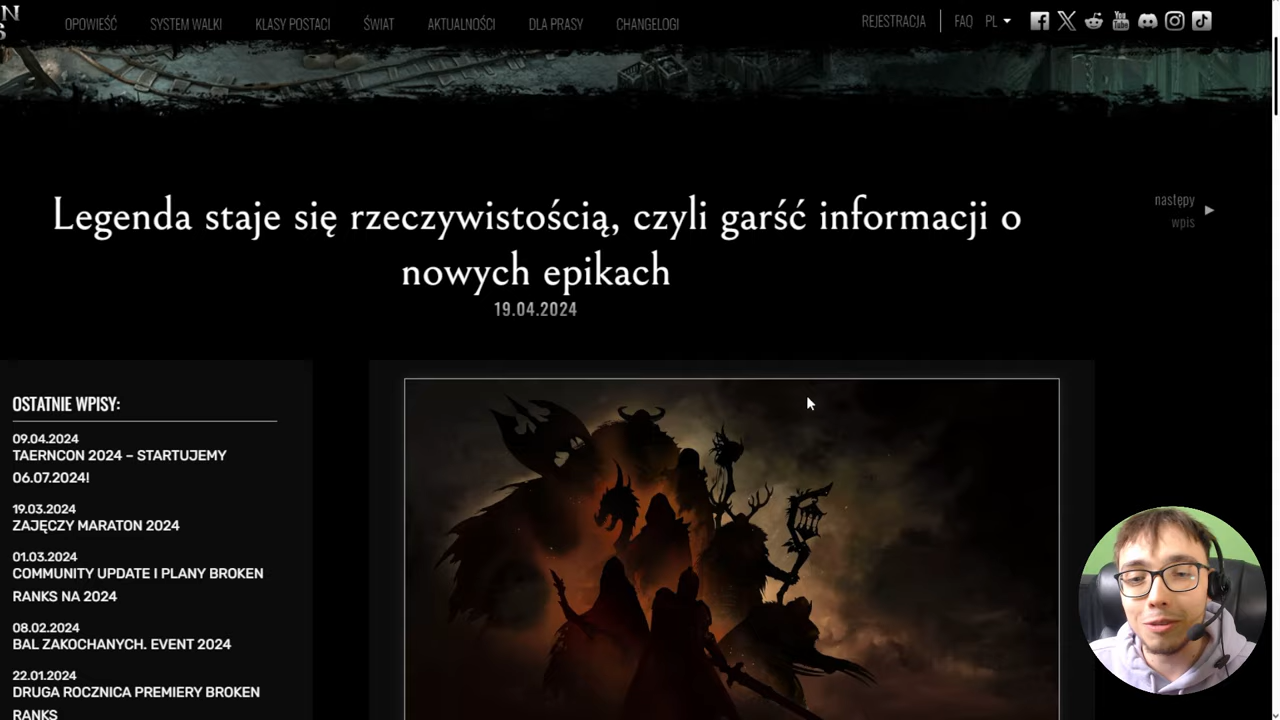 N
S
OPOWIEŚĆ SYSTEM WALKI KLASY POSTACI ŚWIAT AKTUALNOŚCI DLA PRASY CHANGELOGI REJESTRACJA FAQ PL
You
Tube
Legenda staje się rzeczywistością, czyli garść informacji o
nowych epikach
19.04.2024
następy
wpis
OSTATNIE WPISY:
09.04.2024
TAERNCON 2024 – STARTUJEMY
06.07.2024!
19.03.2024
ZAJĘCZY MARATON 2024
01.03.2024
COMMUNITY UPDATE I PLANY BROKEN
RANKS NA 2024
08.02.2024
BAL ZAKOCHANYCH. EVENT 2024
22.01.2024
DRUGA ROCZNICA PREMIERY BROKEN
RANKS